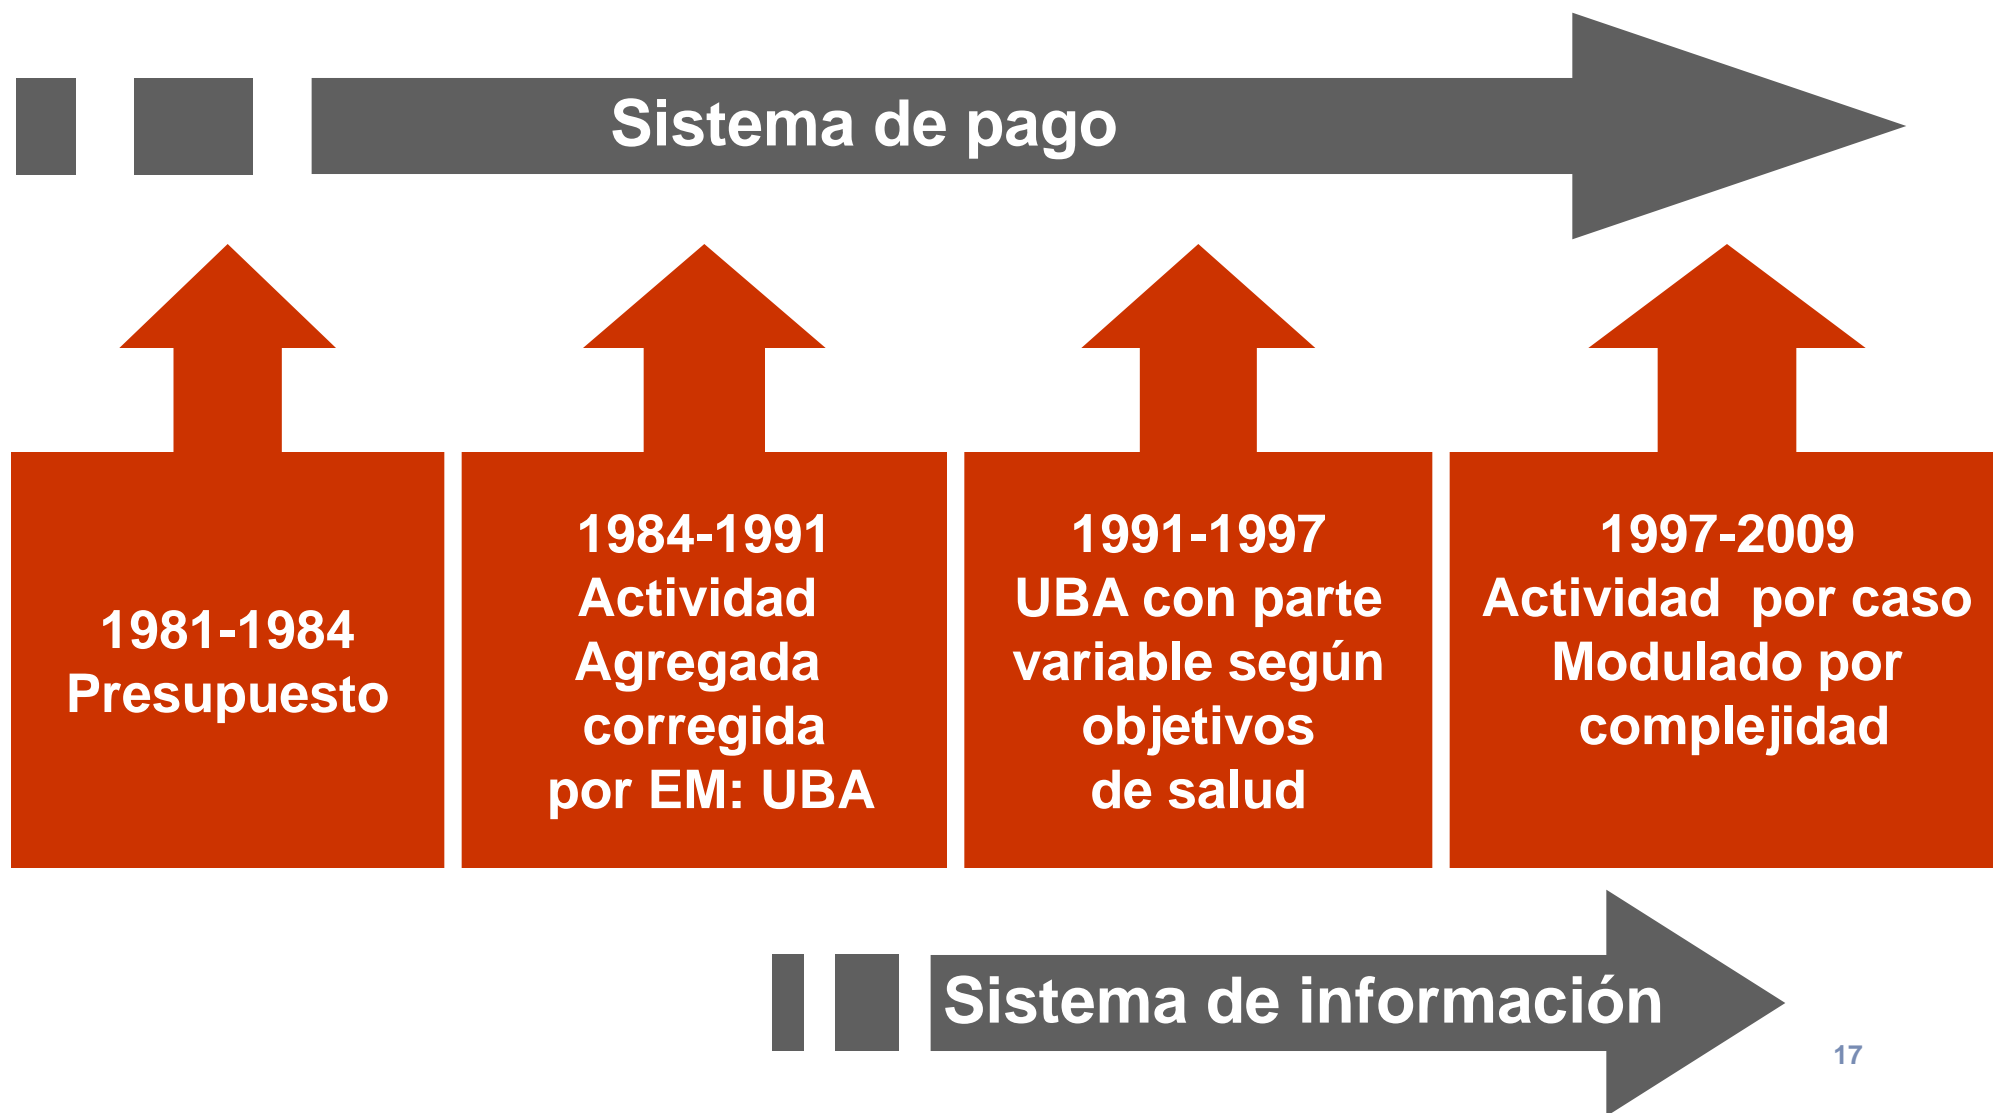 Sistema de pago
1981-1984
Presupuesto
1984-1991
Actividad
Agregada
corregida
por EM: UBA
1991-1997
UBA con parte
variable según
objetivos
de salud
1997-2009
Actividad  por caso
Modulado por
complejidad
Sistema de información
17